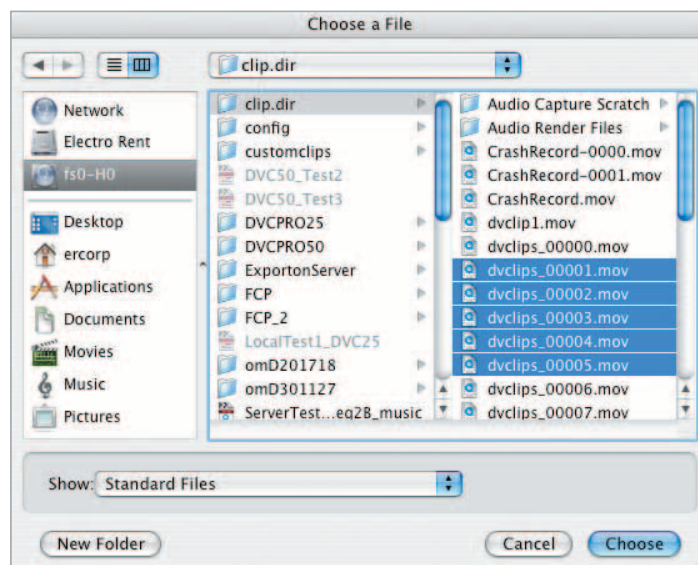 Choose a File
clip.dir
Network
Electro Rent
fs0-H0
Desktop
ercorp
Applications
Documents
Movies
Music
Pictures
clip.dir
config
customclips
DVC50_Test2
DVC50_Test3
DVCPRO25
DVCPRO50
ExportonServer
FCP
FCP_2
LocalTest1_DVC25
omD201718
omD301127
ServerTest...eq2B_music
Audio Capture Scratch
Audio Render Files
CrashRecord-0000.mov
CrashRecord-0001.mov
CrashRecord.mov
dvclip1.mov
dvclips_00000.mov
dvclips_00001.mov
dvclips_00002.mov
dvclips_00003.mov
dvclips_00004.mov
dvclips_00005.mov
dvclips_00006.mov
dvclips_00007.mov
Show: Standard Files
New Folder
Cancel
Choose